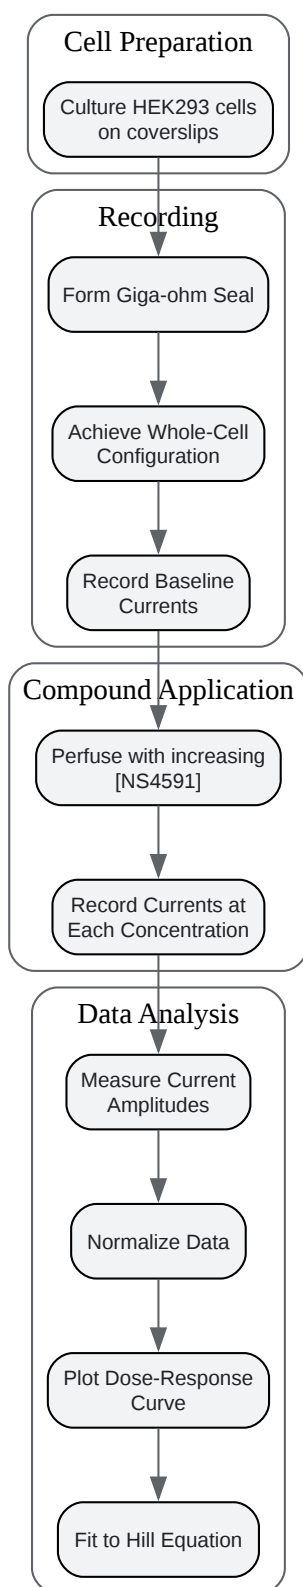 Cell Preparation
Culture HEK293 cells
on coverslips
Recording
Form Giga-ohm Seal
Achieve Whole-Cell
Configuration
Record Baseline
Currents
Compound Application
Perfuse with increasing
[NS4591]
Record Currents at
Each Concentration
Data Analysis
Measure Current
Amplitudes
Normalize Data
Plot Dose-Response
Curve
Fit to Hill Equation